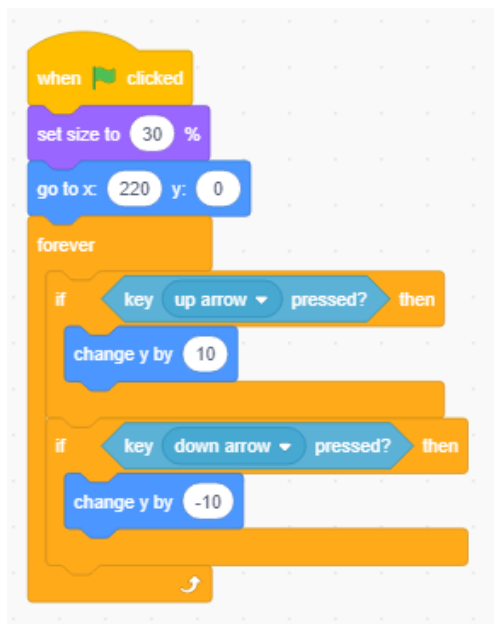 when clicked
set size to 30 %
go to x: 220 y: 0
forever
if key up arrow pressed? then
change y by 10
if key down arrow pressed? then
change y by -10